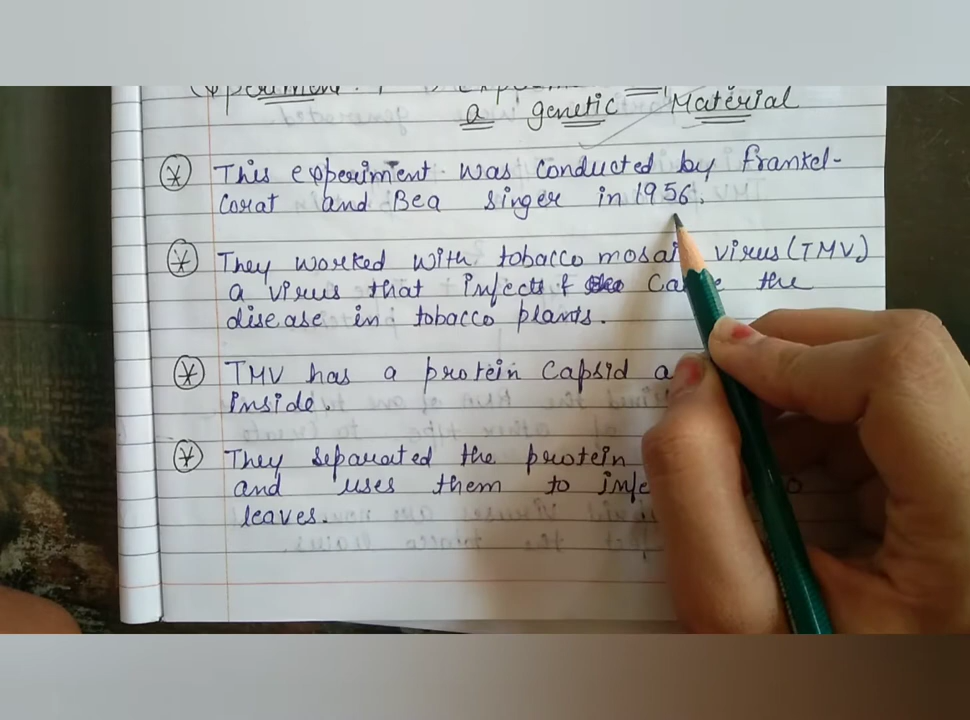 a genetic Material
This experiment was conducted by Frankel-
Corat and Bea singer in 1956.
They worked with tobacco mosai virus (TMV)
a virus that infects & Ca e the
disease in tobacco plants.
TMV has a protein Capsid a
inside.
They separated the protein
and uses them to infe
leaves.